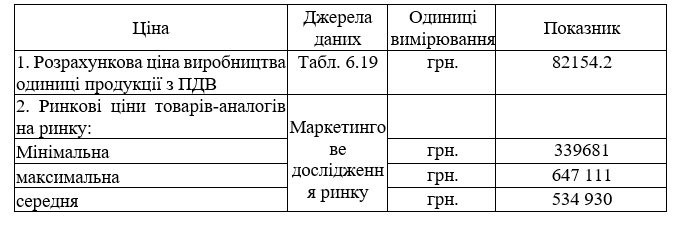 Ціна
Джерела
даних
Одиниці
вимірювання
Показник
1. Розрахункова ціна виробництва
одиниці продукції з ПДВ
Табл. 6.19
грн.
82154.2
2. Ринкові ціни товарів-аналогів
на ринку:
Маркетинго
ве
дослідженн
я ринку
Мінімальна
грн.
339681
максимальна
грн.
647 111
середня
грн.
534 930